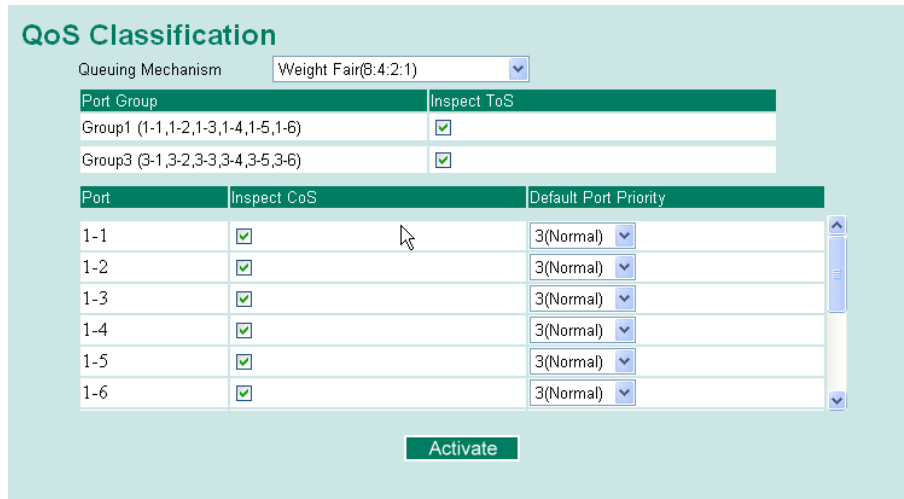 QoS Classification
Queuing Mechanism Weight Fair(8:4:2:1)
Port Group Inspect ToS
Group1 (1-1,1-2,1-3,1-4,1-5,1-6)
Group3 (3-1,3-2,3-3,3-4,3-5,3-6)
Port Inspect CoS Default Port Priority
1-1 3(Normal)
1-2 3(Normal)
1-3 3(Normal)
1-4 3(Normal)
1-5 3(Normal)
1-6 3(Normal)
Activate